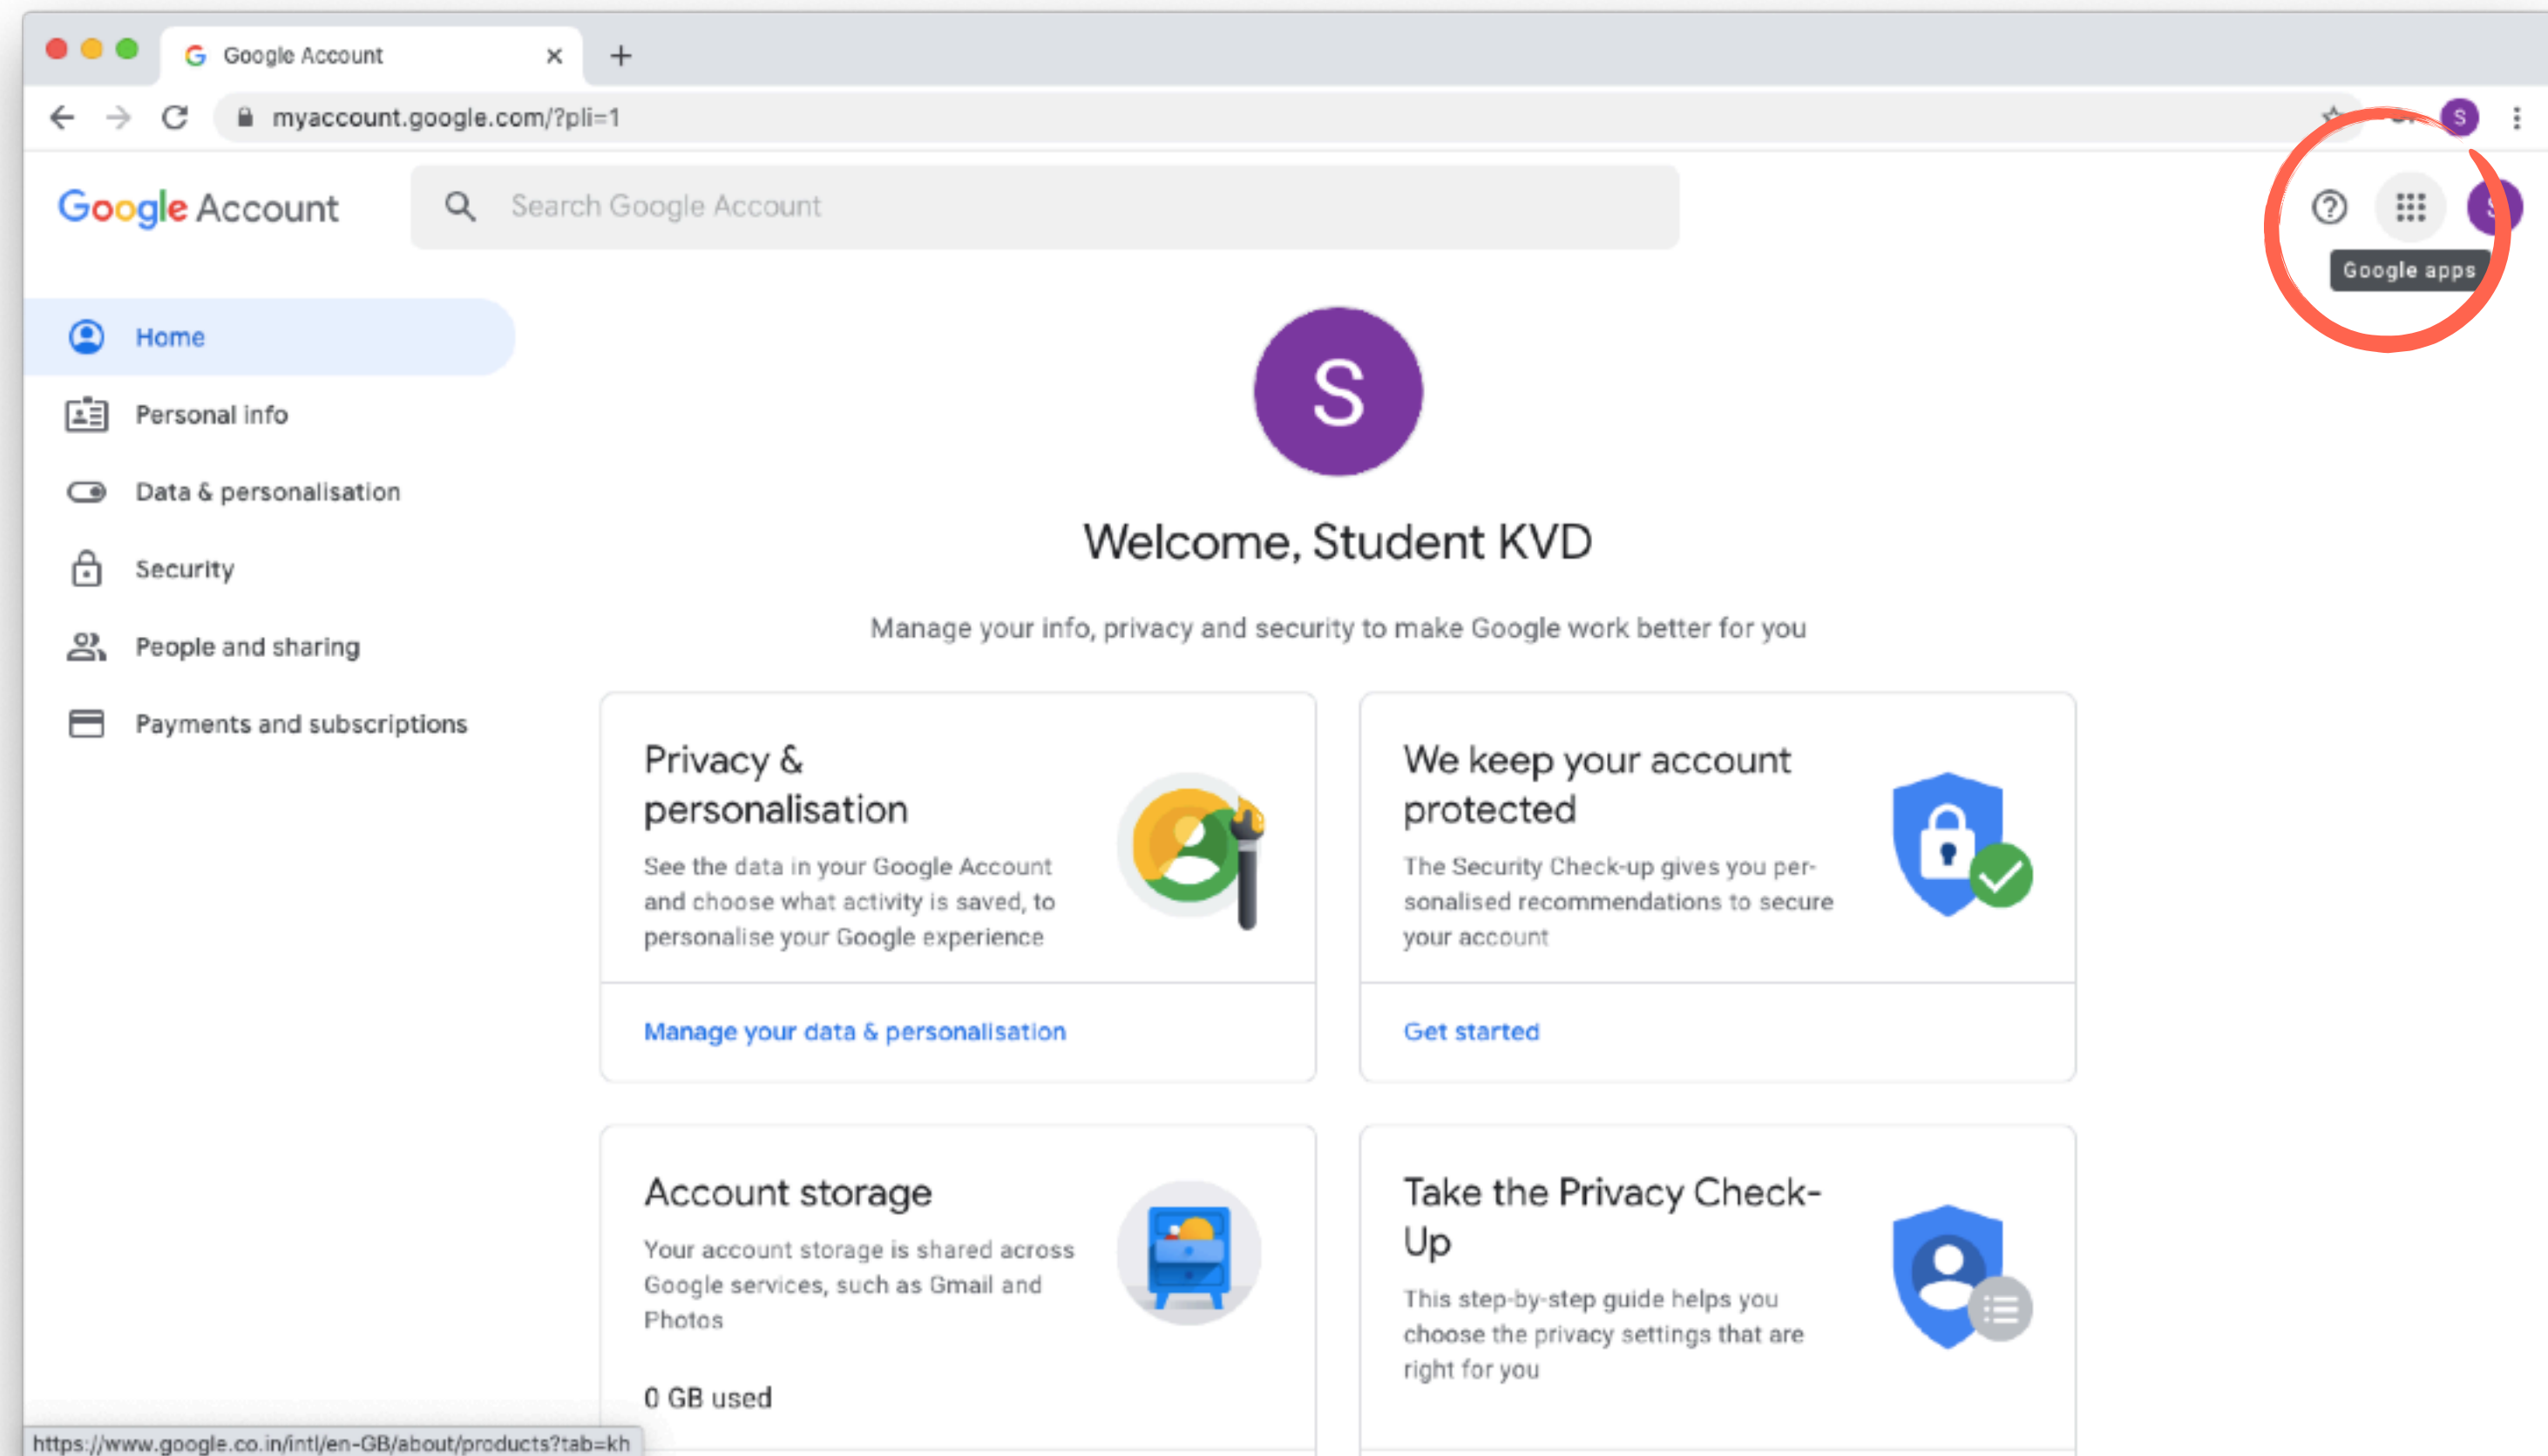 Google Account
myaccount.google.com/?pli=1
S
Google Account
Search Google Account
S
Google apps
Home
Personal info
Data & personalisation
Security
People and sharing
Payments and subscriptions
S
Welcome, Student KVD
Manage your info, privacy and security to make Google work better for you
Privacy &
personalisation
See the data in your Google Account
and choose what activity is saved, to
personalise your Google experience
Manage your data & personalisation
We keep your account
protected
The Security Check-up gives you per-
sonalised recommendations to secure
your account
Get started
Account storage
Your account storage is shared across
Google services, such as Gmail and
Photos
0 GB used
Take the Privacy Check-
Up
This step-by-step guide helps you
choose the privacy settings that are
right for you
https://www.google.co.in/intl/en-GB/about/products?tab=kh